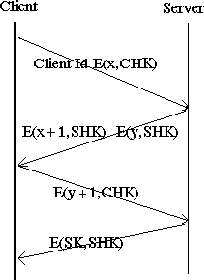 Client Server
Client Id E(x,CHK)
E(x+1,SHK) E(y,SHK)
E(y+1,CHK)
E(SK,SHK)